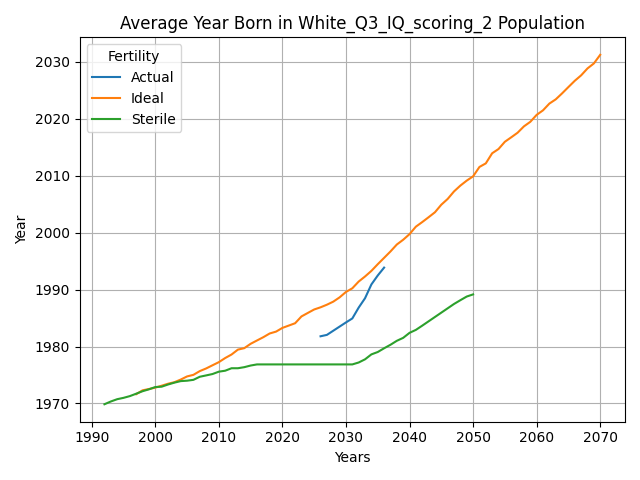 Average Year Born in White_Q3_IQ_scoring_2 Population
Fertility
Actual
Ideal
Sterile
2030
2020
2010
2000
1990
1980
1970
Year
1990 2000 2010 2020 2030 2040 2050 2060 2070
Years